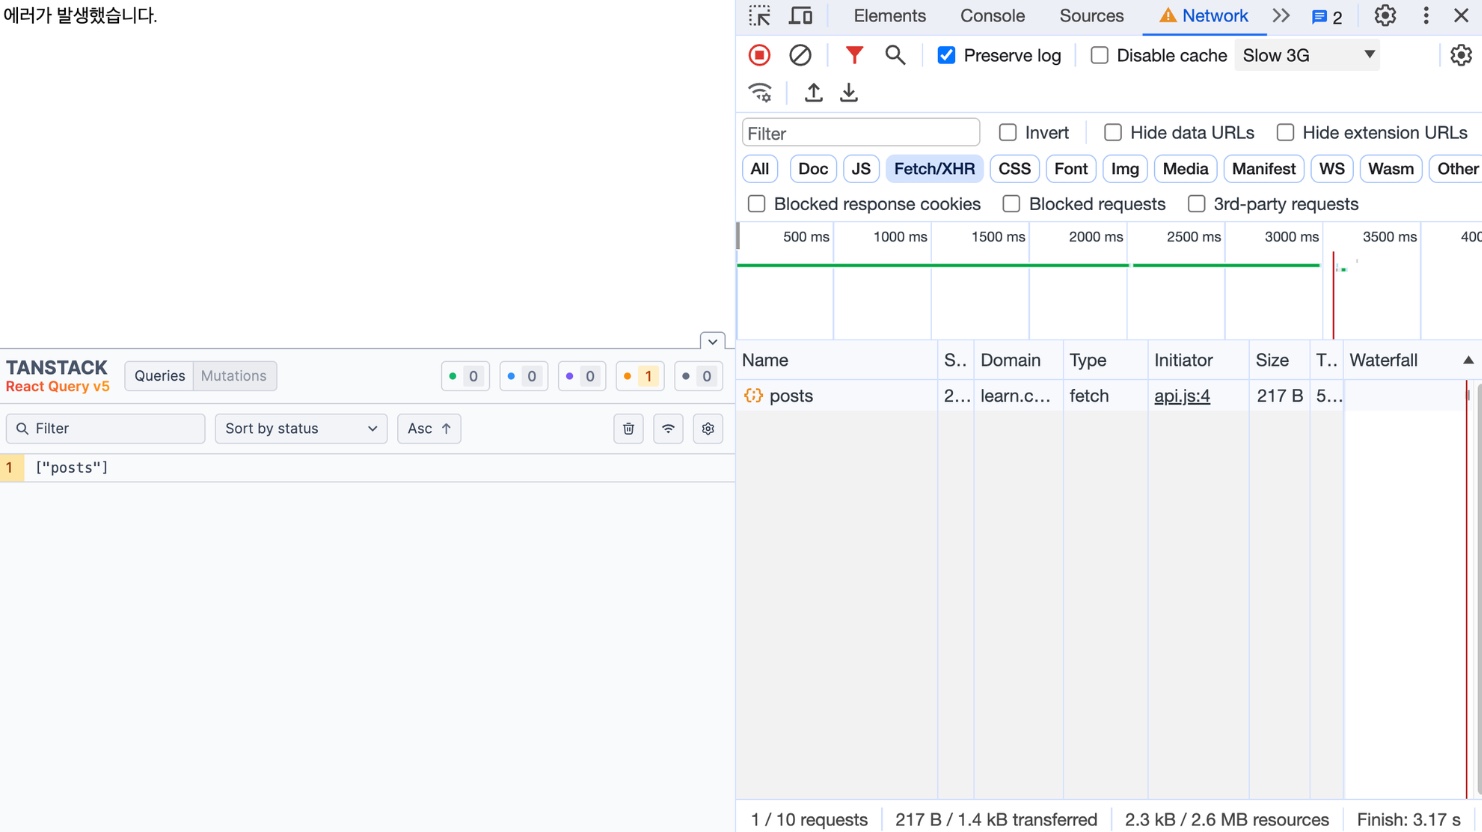 에러가 발생했습니다.
TANSTACK
React Query v5
Queries Mutations
0 0 0 1 0
Filter Sort by status Asc ↑
1 ["posts"]
Elements Console Sources Network 2
Preserve log Disable cache Slow 3G
Filter Invert Hide data URLs Hide extension URLs
All Doc JS Fetch/XHR CSS Font Img Media Manifest WS Wasm Other
Blocked response cookies Blocked requests 3rd-party requests
500 ms 1000 ms 1500 ms 2000 ms 2500 ms 3000 ms 3500 ms 400
Name S.. Domain Type Initiator Size T.. Waterfall
posts 2... learn.c... fetch api.js:4 217 B 5...
1 / 10 requests 217 B / 1.4 kB transferred 2.3 kB / 2.6 MB resources Finish: 3.17 s